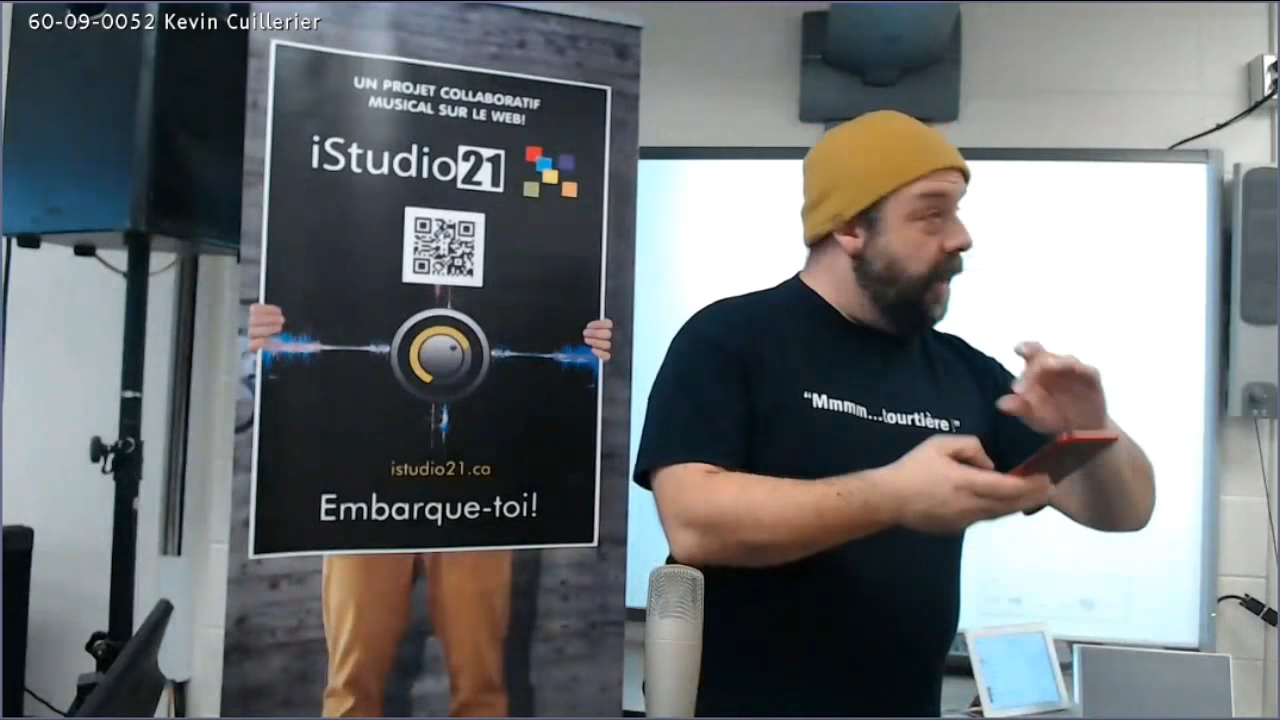 60-09-0052 Kevin Cuillerier
UN PROJET COLLABORATIF
MUSICAL SUR LE WEB!
iStudio21
istudio21.ca
Embarque-toi!
“Mmmm...tourtière !”